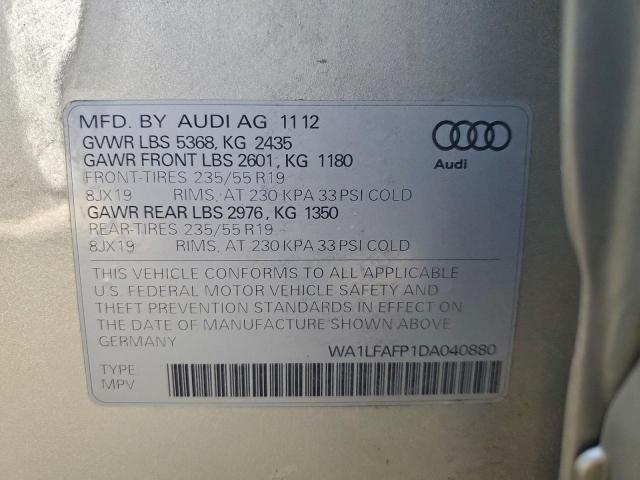 MFD. BY AUDI AG 11 12
GVWR LBS 5368, KG 2435
GAWR FRONT LBS 2601, KG 1180
FRONT-TIRES 235/55 R19
8JX19 RIMS, AT 230 KPA 33 PSI COLD
GAWR REAR LBS 2976, KG 1350
REAR-TIRES 235/55 R19
8JX19 RIMS, AT 230 KPA 33 PSI COLD
Audi
THIS VEHICLE CONFORMS TO ALL APPLICABLE
U.S. FEDERAL MOTOR VEHICLE SAFETY AND
THEFT PREVENTION STANDARDS IN EFFECT ON
THE DATE OF MANUFACTURE SHOWN ABOVE
GERMANY
WA1LFAFP1DA040880
TYPE
MPV